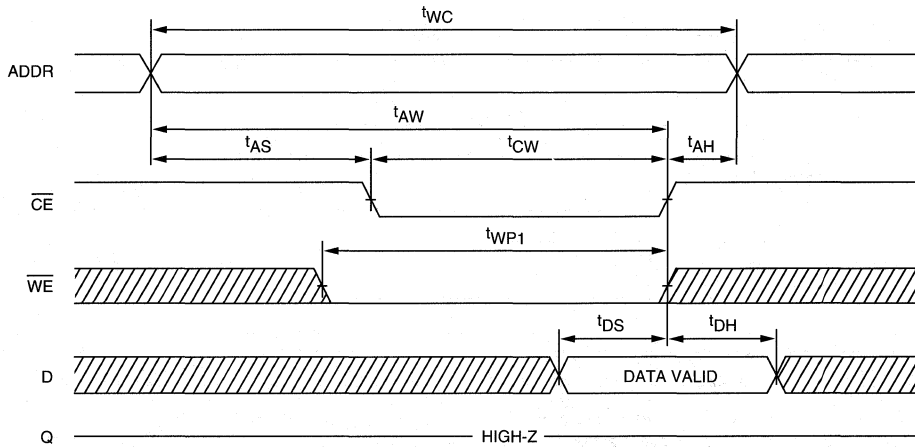 tWC
ADDR
tAW
tAS tCW tAH
CE
tWP1
WE
tDS tDH
D DATA VALID
Q HIGH-Z